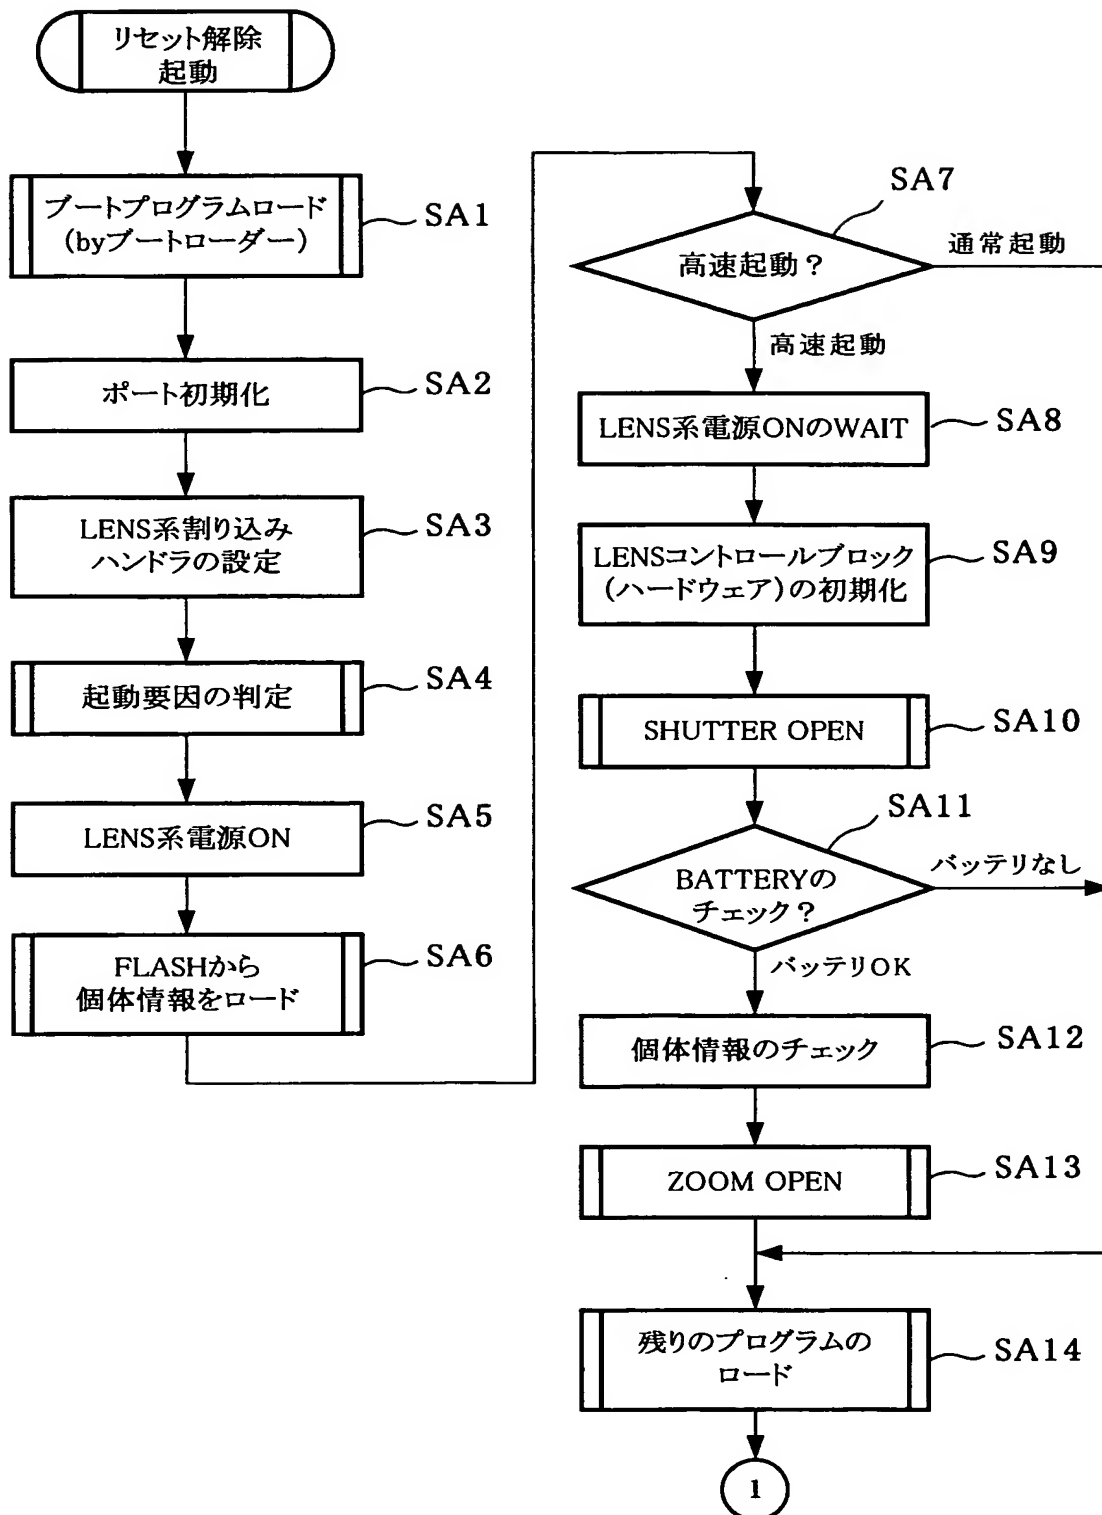 リセット解除
起動
ブートプログラムロード
(byブートローダー)
SA1
ポート初期化
SA2
LENS系割り込み
ハンドラの設定
SA3
起動要因の判定
SA4
LENS系電源ON
SA5
FLASHから
個体情報をロード
SA6
SA7
高速起動?
通常起動
高速起動
LENS系電源ONのWAIT
SA8
LENSコントロールブロック
(ハードウェア)の初期化
SA9
SHUTTER OPEN
SA10
SA11
BATTERYの
チェック?
バッテリなし
バッテリOK
個体情報のチェック
SA12
ZOOM OPEN
SA13
残りのプログラムの
ロード
SA14
1